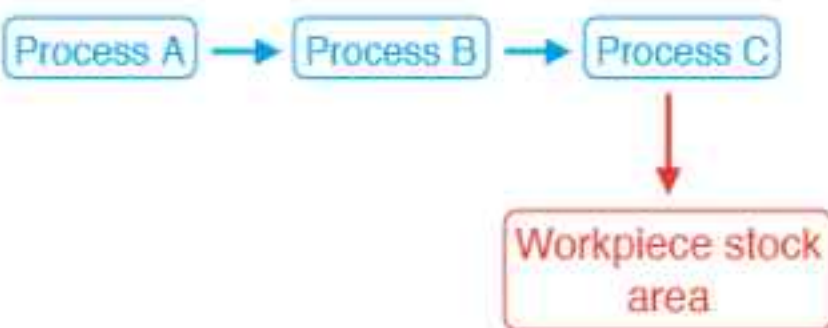 Process A
Process B
Process C
Workpiece stock
area